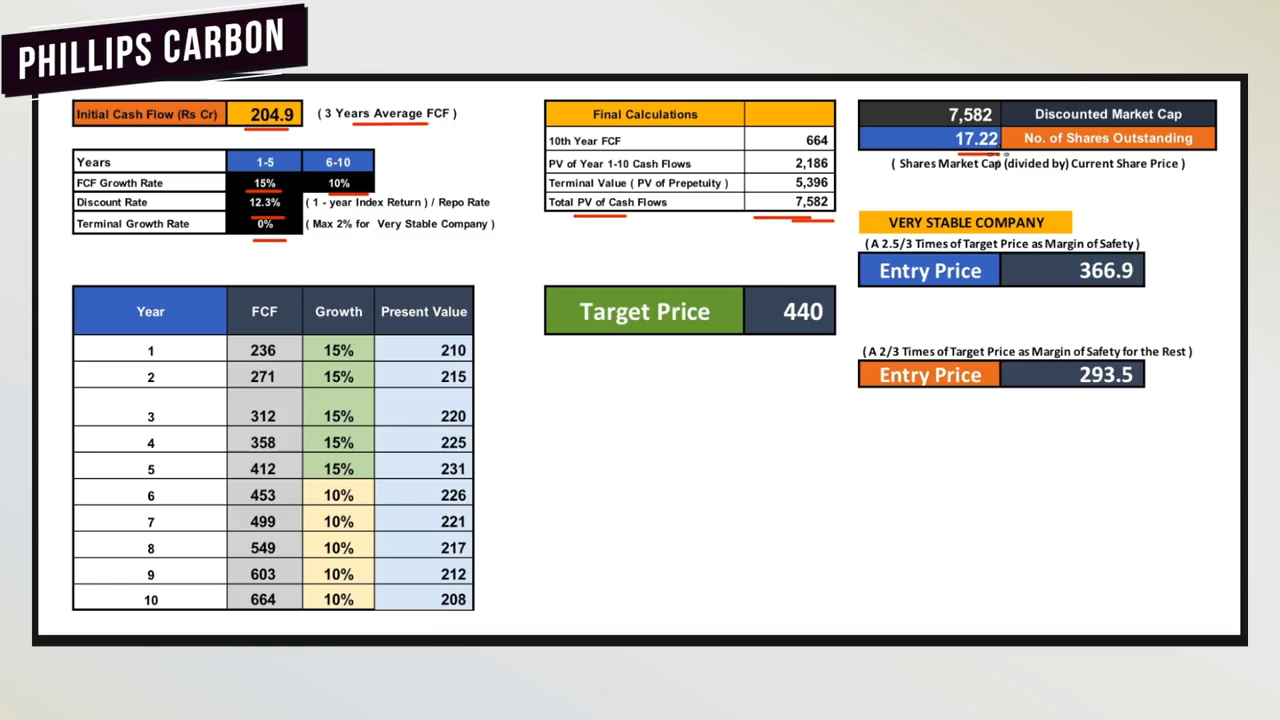 PHILLIPS CARBON
Initial Cash Flow (Rs Cr) 204.9 ( 3 Years Average FCF )
Years 1-5 6-10
FCF Growth Rate 15% 10%
Discount Rate 12.3% ( 1 - year Index Return ) / Repo Rate
Terminal Growth Rate 0% ( Max 2% for Very Stable Company )
Year FCF Growth Present Value
1 236 15% 210
2 271 15% 215
3 312 15% 220
4 358 15% 225
5 412 15% 231
6 453 10% 226
7 499 10% 221
8 549 10% 217
9 603 10% 212
10 664 10% 208
Final Calculations
10th Year FCF 664
PV of Year 1-10 Cash Flows 2,186
Terminal Value ( PV of Prepetuity ) 5,396
Total PV of Cash Flows 7,582
Target Price 440
7,582 Discounted Market Cap
17.22 No. of Shares Outstanding
( Shares Market Cap (divided by) Current Share Price )
VERY STABLE COMPANY
( A 2.5/3 Times of Target Price as Margin of Safety )
Entry Price 366.9
( A 2/3 Times of Target Price as Margin of Safety for the Rest )
Entry Price 293.5